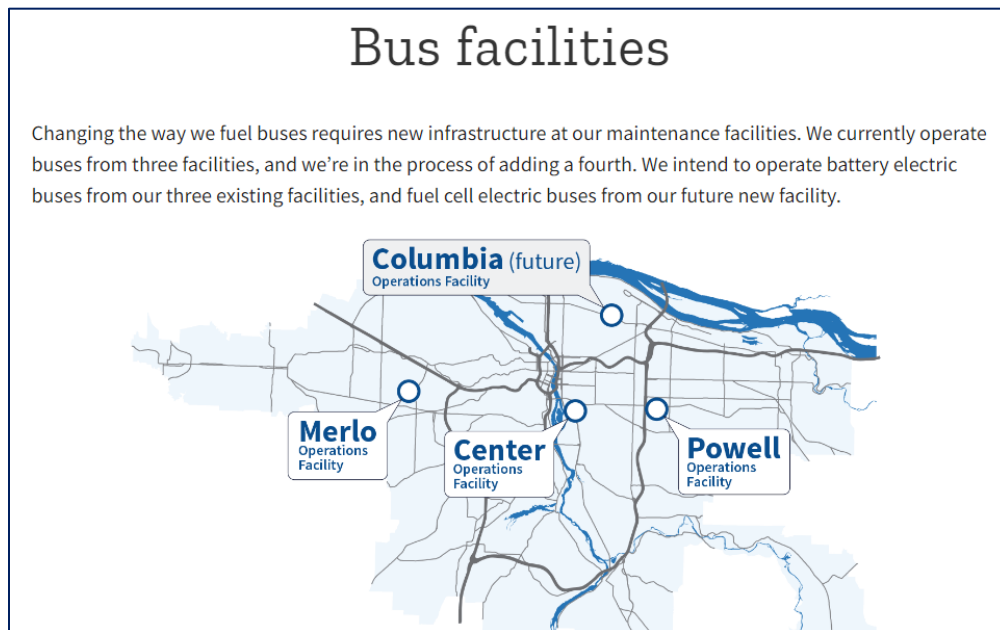 Bus facilities
Changing the way we fuel buses requires new infrastructure at our maintenance facilities. We currently operate
buses from three facilities, and we’re in the process of adding a fourth. We intend to operate battery electric
buses from our three existing facilities, and fuel cell electric buses from our future new facility.
Columbia (future)
Operations Facility
Merlo
Operations
Facility
Center
Operations
Facility
Powell
Operations
Facility